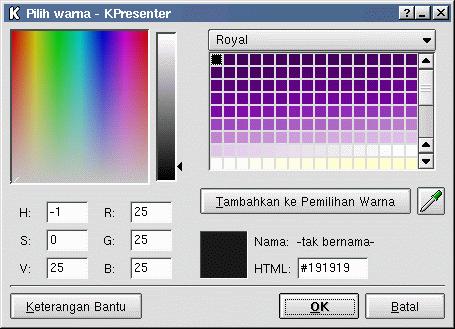 Pilih warna - KPresenter
Royal
Tambahkan ke Pemilihan Warna
H: -1 R: 25
S: 0 G: 25
V: 25 B: 25
Nama: -tak bernama-
HTML: #191919
Keterangan Bantu
OK
Batal